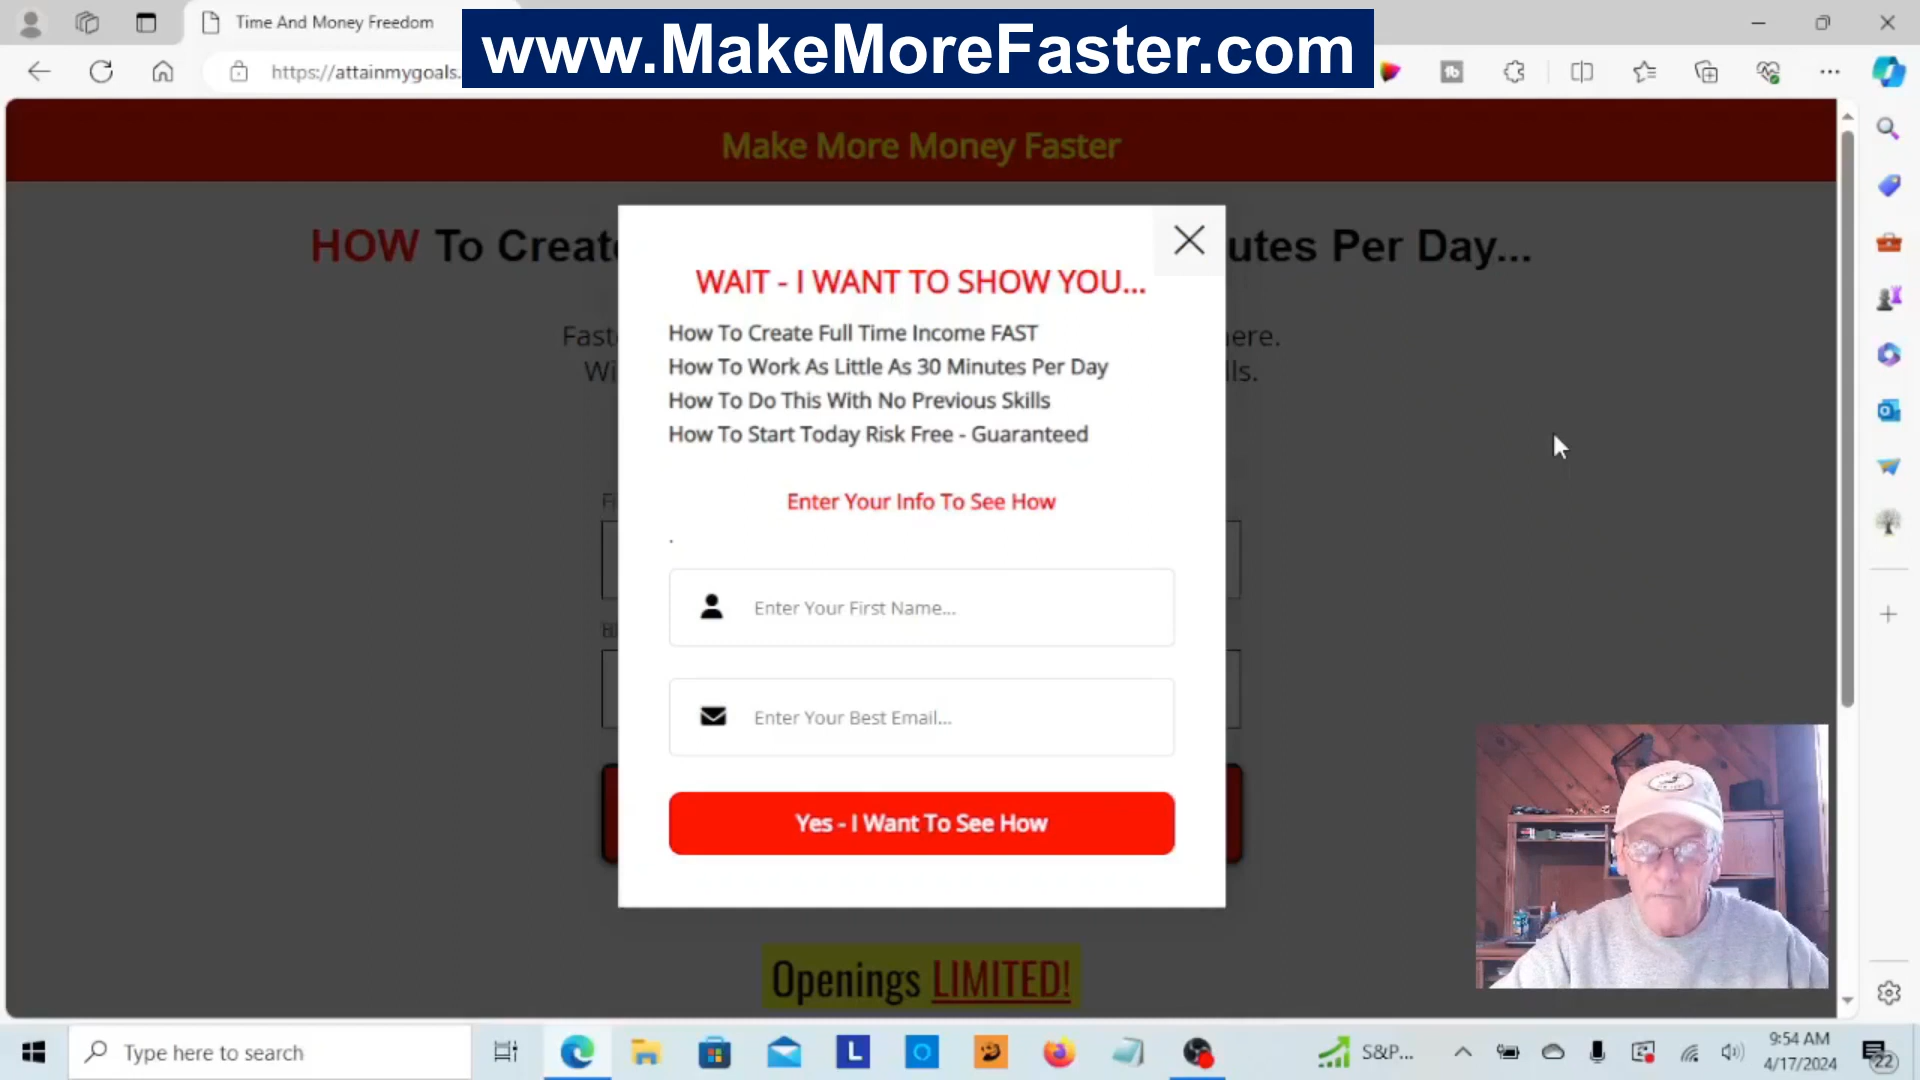 Time And Money Freedom
www.MakeMoreFaster.com
https://attainmygoals.
Make More Money Faster
HOW To Create
utes Per Day...
Fast
here.
Wi
lls.
WAIT - I WANT TO SHOW YOU...
How To Create Full Time Income FAST
How To Work As Little As 30 Minutes Per Day
How To Do This With No Previous Skills
How To Start Today Risk Free - Guaranteed
Enter Your Info To See How
.
Enter Your First Name...
Enter Your Best Email...
Yes - I Want To See How
Openings LIMITED!
Type here to search
S&P...
9:54 AM
4/17/2024
22